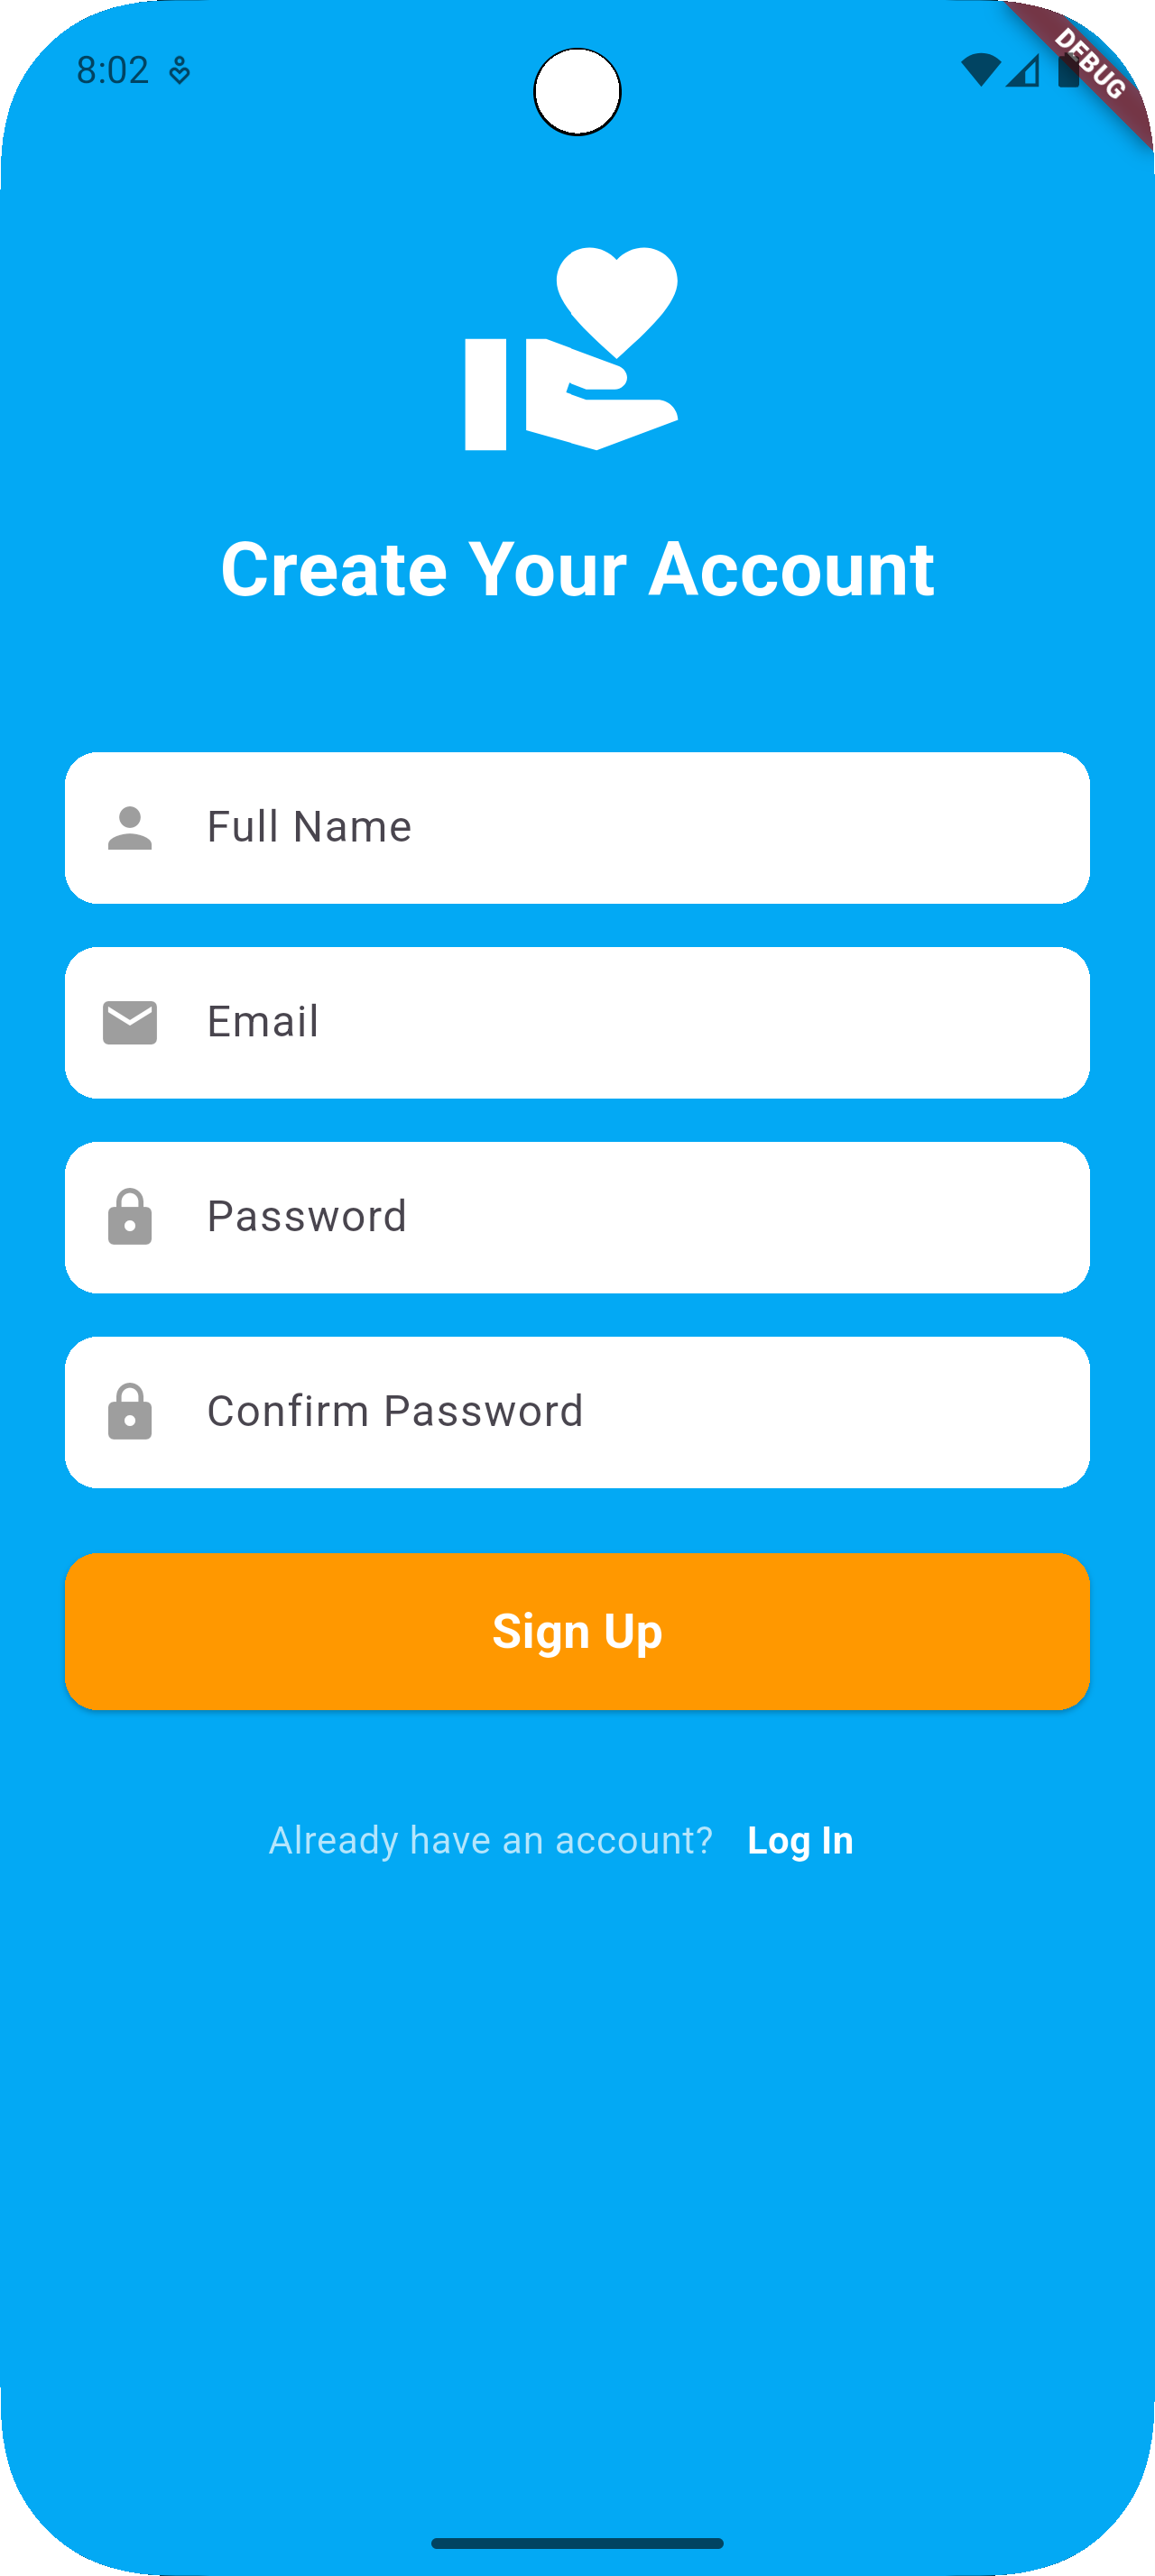 8:02
DEBUG
Create Your Account
Full Name
Email
Password
Confirm Password
Sign Up
Already have an account? Log In